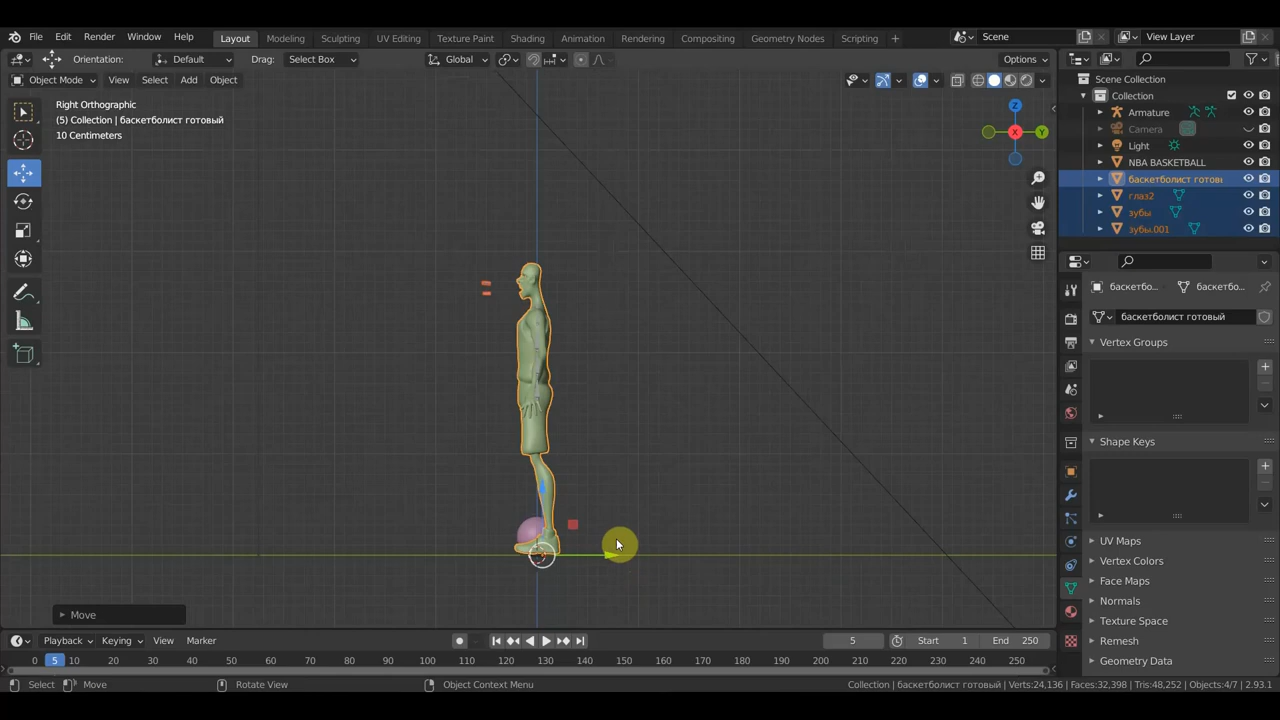 File Edit Render Window Help Layout Modeling Sculpting UV Editing Texture Paint Shading Animation Rendering Compositing Geometry Nodes Scripting + Scene View Layer
Orientation: Default Drag: Select Box Global Options
Object Mode View Select Add Object
Scene Collection
Collection
Armature
Camera
Light
NBA BASKETBALL
баскетболист готовь
глаз2
зубы
зубы.001
Right Orthographic
(5) Collection | баскетболист готовый
10 Centimeters
Z
Y
X
баскетбо... баскетбо...
баскетболист готовый
Vertex Groups
Shape Keys
UV Maps
Vertex Colors
Face Maps
Normals
Texture Space
Remesh
Geometry Data
Move
Playback Keying View Marker 5 Start 1 End 250
0 5 10 20 30 40 50 60 70 80 90 100 110 120 130 140 150 160 170 180 190 200 210 220 230 240 250
Select Move Rotate View Object Context Menu Collection | баскетболист готовый | Verts:24,136 | Faces:32,398 | Tris:48,252 | Objects:4/7 | 2.93.1